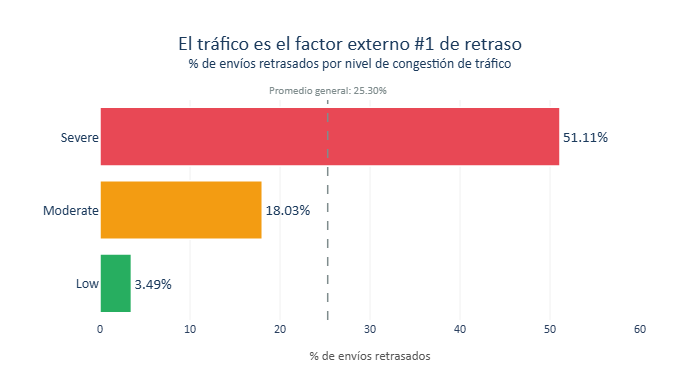 El tráfico es el factor externo #1 de retraso
% de envíos retrasados por nivel de congestión de tráfico
Promedio general: 25.30%
Severe 51.11%
Moderate 18.03%
Low 3.49%
0 10 20 30 40 50 60
% de envíos retrasados